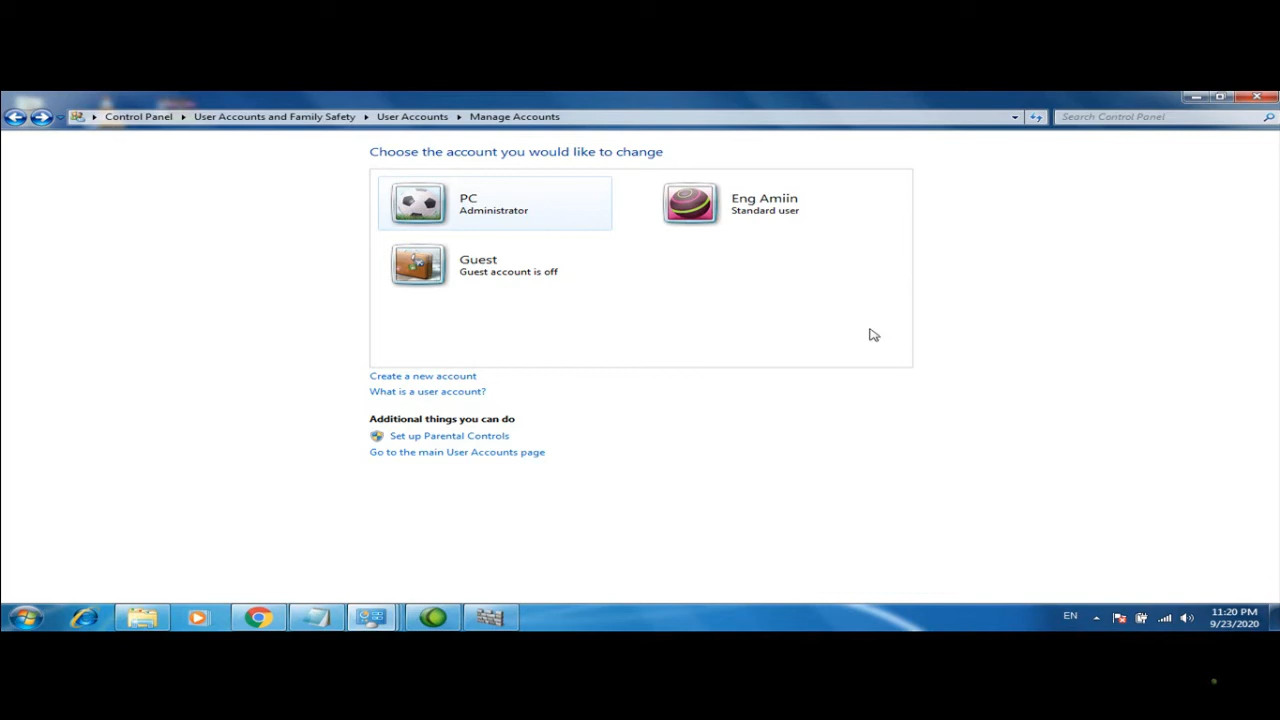 Control Panel User Accounts and Family Safety User Accounts Manage Accounts
Search Control Panel
Choose the account you would like to change
PC
Administrator
Eng Amiin
Standard user
Guest
Guest account is off
Create a new account
What is a user account?
Additional things you can do
Set up Parental Controls
Go to the main User Accounts page
EN
11:20 PM
9/23/2020